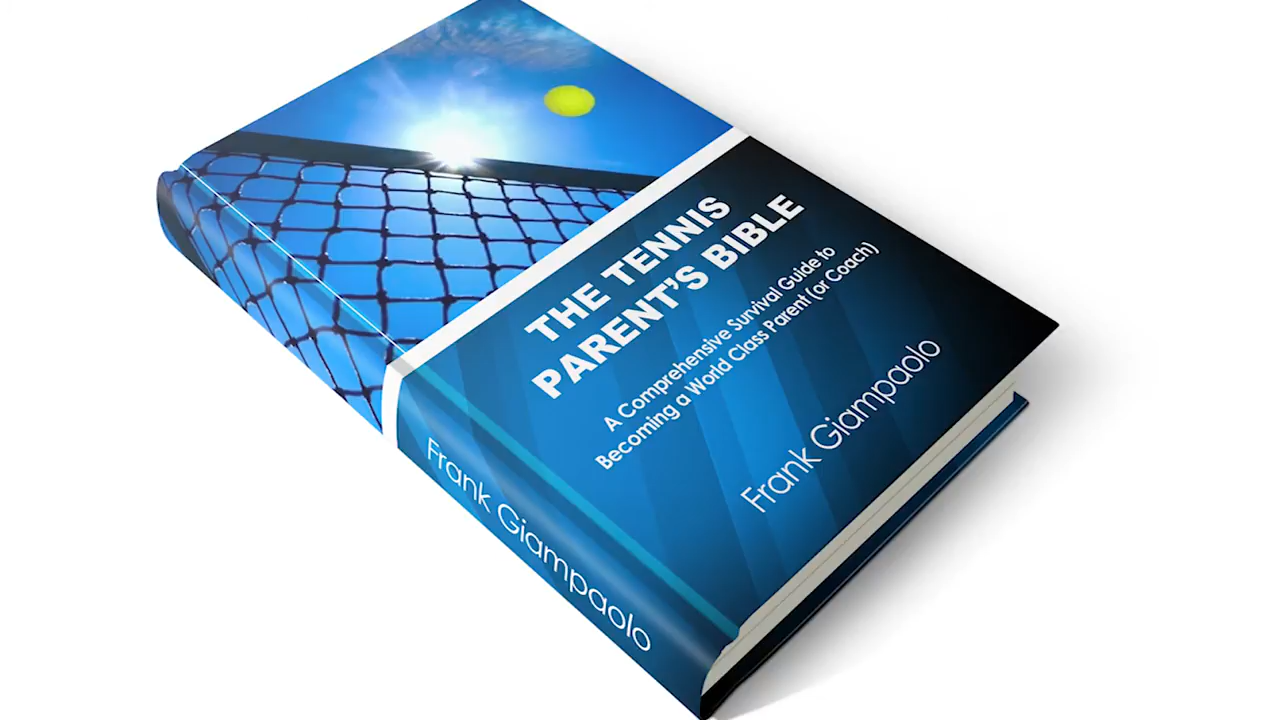 THE TENNIS
PARENT'S BIBLE
A Comprehensive Survival Guide to
Becoming a World Class Parent (or Coach)
Frank Giampaolo
Frank Giampaolo